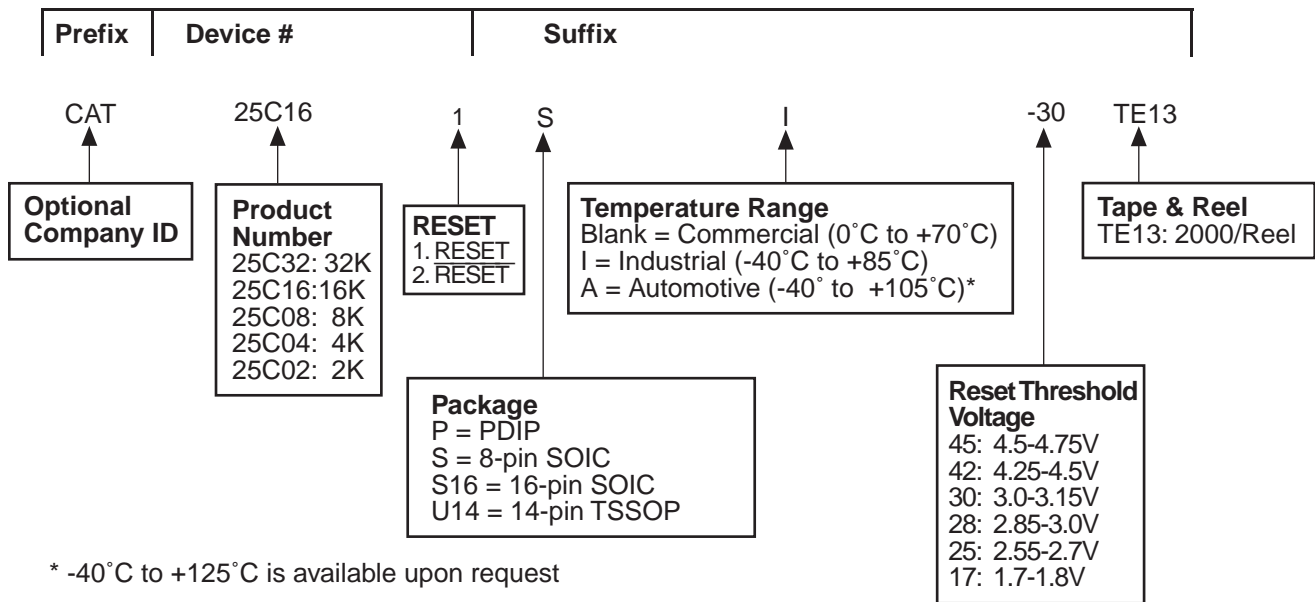 Prefix Device # Suffix
CAT 25C16 1 S I -30 TE13
Optional
Company ID
Product
Number
25C32: 32K
25C16:16K
25C08: 8K
25C04: 4K
25C02: 2K
RESET
1. RESET
2. R̅E̅S̅E̅T̅
Temperature Range
Blank = Commercial (0˚C to +70˚C)
I = Industrial (-40˚C to +85˚C)
A = Automotive (-40˚ to +105˚C)*
Tape & Reel
TE13: 2000/Reel
Package
P = PDIP
S = 8-pin SOIC
S16 = 16-pin SOIC
U14 = 14-pin TSSOP
Reset Threshold
Voltage
45: 4.5-4.75V
42: 4.25-4.5V
30: 3.0-3.15V
28: 2.85-3.0V
25: 2.55-2.7V
17: 1.7-1.8V
* -40˚C to +125˚C is available upon request